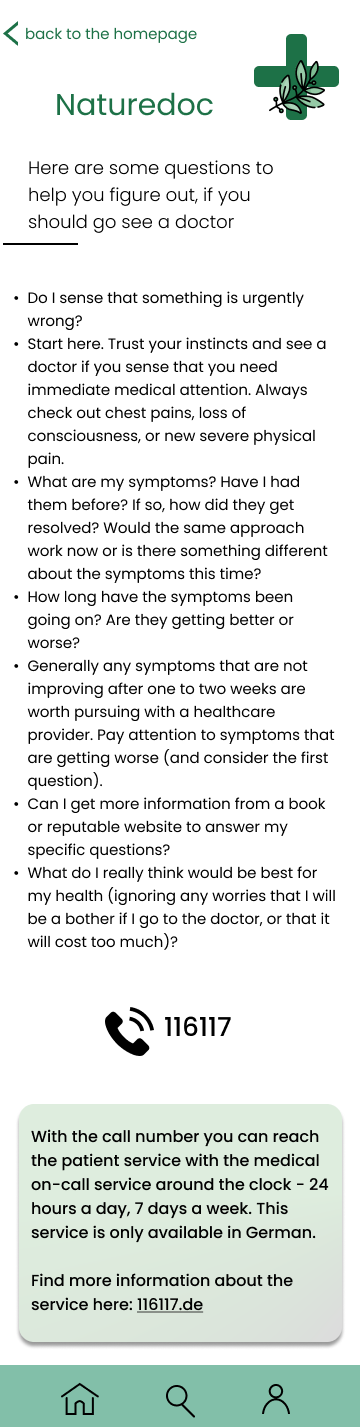 back to the homepage
Naturedoc
Here are some questions to
help you figure out, if you
should go see a doctor
• Do I sense that something is urgently
wrong?
• Start here. Trust your instincts and see a
doctor if you sense that you need
immediate medical attention. Always
check out chest pains, loss of
consciousness, or new severe physical
pain.
• What are my symptoms? Have I had
them before? If so, how did they get
resolved? Would the same approach
work now or is there something different
about the symptoms this time?
• How long have the symptoms been
going on? Are they getting better or
worse?
• Generally any symptoms that are not
improving after one to two weeks are
worth pursuing with a healthcare
provider. Pay attention to symptoms that
are getting worse (and consider the first
question).
• Can I get more information from a book
or reputable website to answer my
specific questions?
• What do I really think would be best for
my health (ignoring any worries that I will
be a bother if I go to the doctor, or that it
will cost too much)?
116117
With the call number you can reach
the patient service with the medical
on-call service around the clock - 24
hours a day, 7 days a week. This
service is only available in German.
Find more information about the
service here: 116117.de